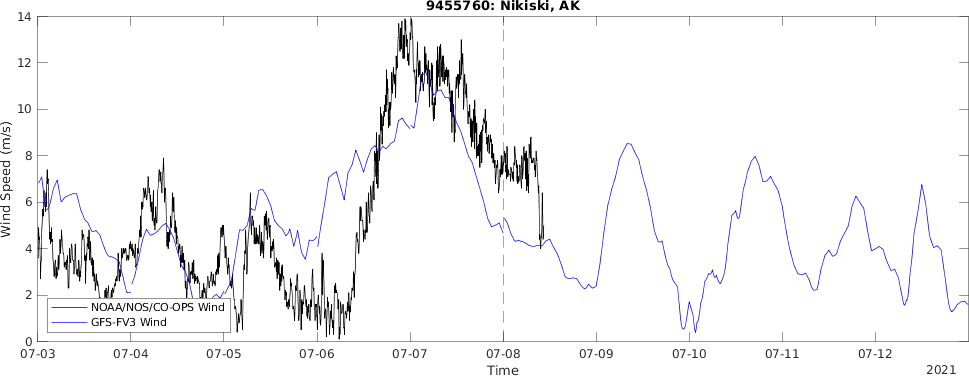 9455760: Nikiski, AK
Wind Speed (m/s)
14
12
10
8
6
4
2
0
NOAA/NOS/CO-OPS Wind
GFS-FV3 Wind
07-03 07-04 07-05 07-06 07-07 07-08 07-09 07-10 07-11 07-12
Time
2021